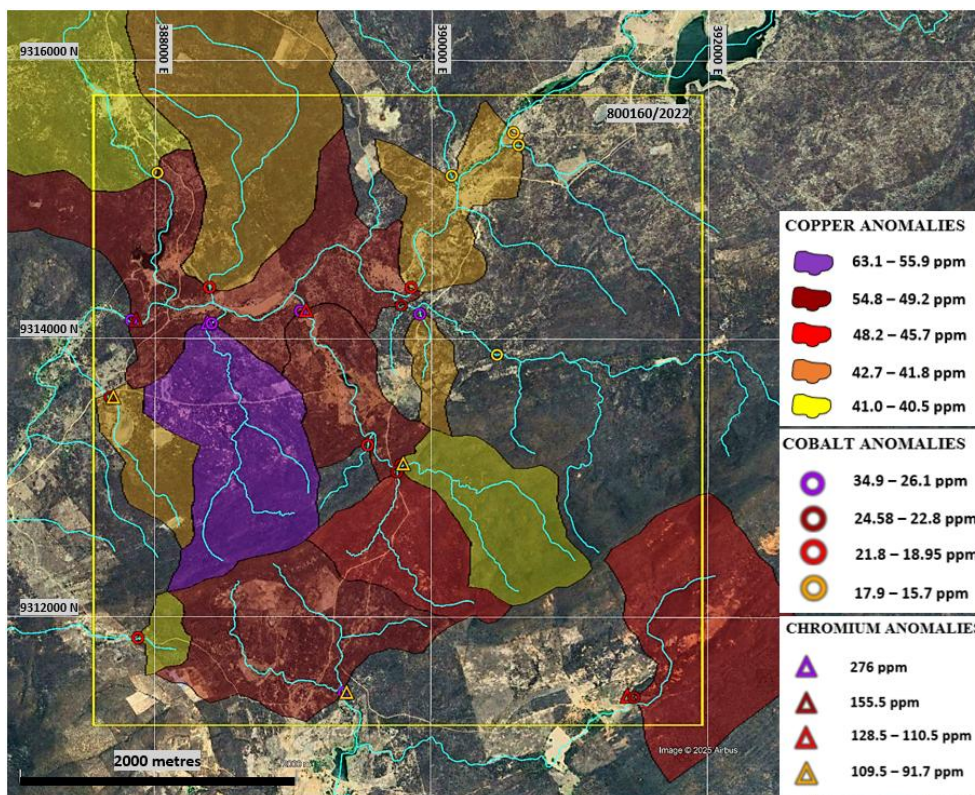 9316000 N
388000 E
390000 E
392000 E
800160/2022
9314000 N
9312000 N
2000 metres
Image © 2025 Airbus
COPPER ANOMALIES
63.1 – 55.9 ppm
54.8 – 49.2 ppm
48.2 – 45.7 ppm
42.7 – 41.8 ppm
41.0 – 40.5 ppm
COBALT ANOMALIES
34.9 – 26.1 ppm
24.58 – 22.8 ppm
21.8 – 18.95 ppm
17.9 – 15.7 ppm
CHROMIUM ANOMALIES
276 ppm
155.5 ppm
128.5 – 110.5 ppm
109.5 – 91.7 ppm